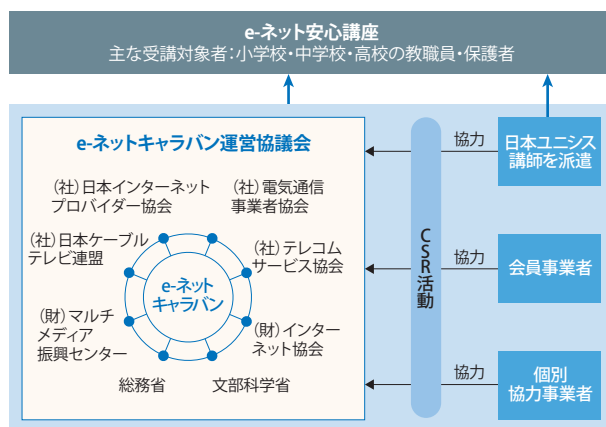 e-ネット安心講座
主な受講対象者：小学校・中学校・高校の教職員・保護者
e-ネットキャラバン運営協議会
（社）日本インターネット
プロバイダー協会
（社）電気通信
事業者協会
（社）日本ケーブル
テレビ連盟
（社）テレコム
サービス協会
e-ネット
キャラバン
（財）マルチ
メディア
振興センター
（財）インター
ネット協会
総務省
文部科学省
CSR活動
協力
日本ユニシス
講師を派遣
協力
会員事業者
協力
個別
協力事業者